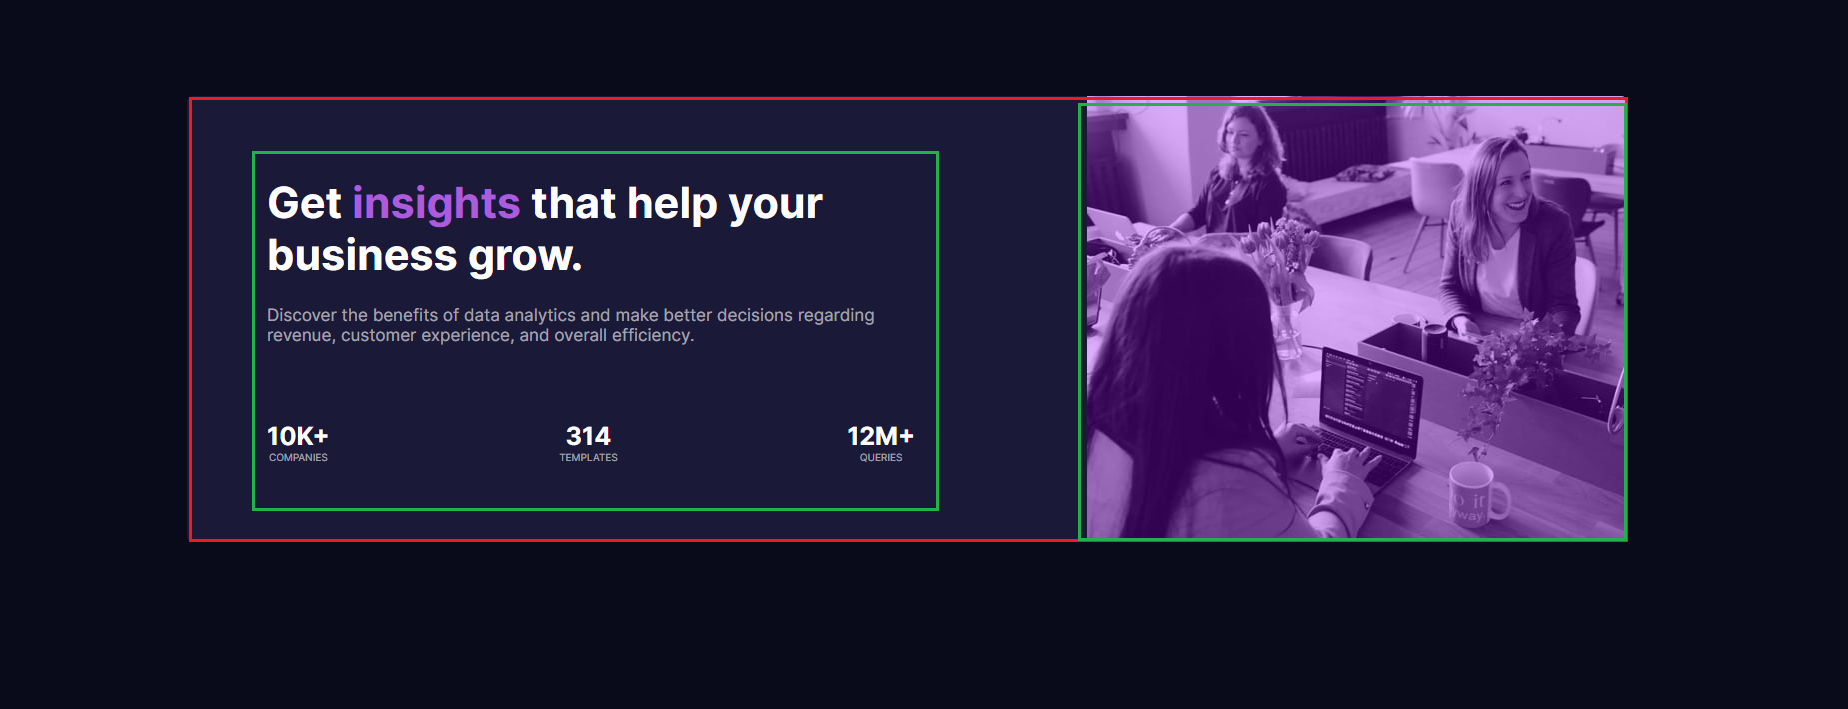 Get insights that help your
business grow.
Discover the benefits of data analytics and make better decisions regarding
revenue, customer experience, and overall efficiency.
10K+ 314 12M+
COMPANIES TEMPLATES QUERIES